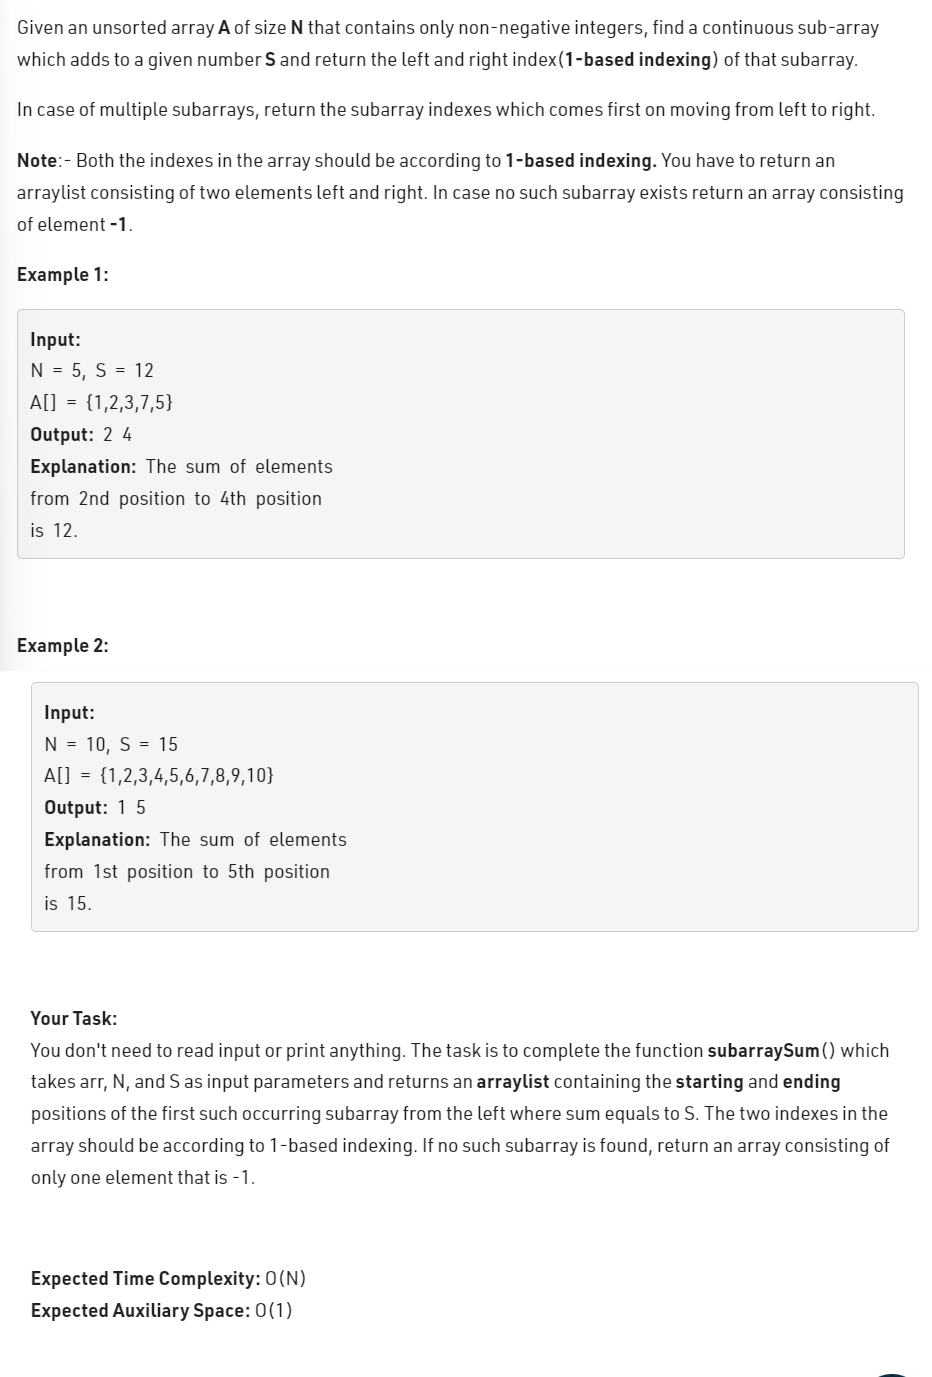 Given an unsorted array A of size N that contains only non-negative integers, find a continuous sub-array
which adds to a given number S and return the left and right index(1-based indexing) of that subarray.
In case of multiple subarrays, return the subarray indexes which comes first on moving from left to right.
Note:- Both the indexes in the array should be according to 1-based indexing. You have to return an
arraylist consisting of two elements left and right. In case no such subarray exists return an array consisting
of element -1.
Example 1:
Input:
N = 5, S = 12
A[] = {1,2,3,7,5}
Output: 2 4
Explanation: The sum of elements
from 2nd position to 4th position
is 12.
Example 2:
Input:
N = 10, S = 15
A[] = {1,2,3,4,5,6,7,8,9,10}
Output: 1 5
Explanation: The sum of elements
from 1st position to 5th position
is 15.
Your Task:
You don't need to read input or print anything. The task is to complete the function subarraySum() which
takes arr, N, and S as input parameters and returns an arraylist containing the starting and ending
positions of the first such occurring subarray from the left where sum equals to S. The two indexes in the
array should be according to 1-based indexing. If no such subarray is found, return an array consisting of
only one element that is -1.
Expected Time Complexity: O(N)
Expected Auxiliary Space: O(1)